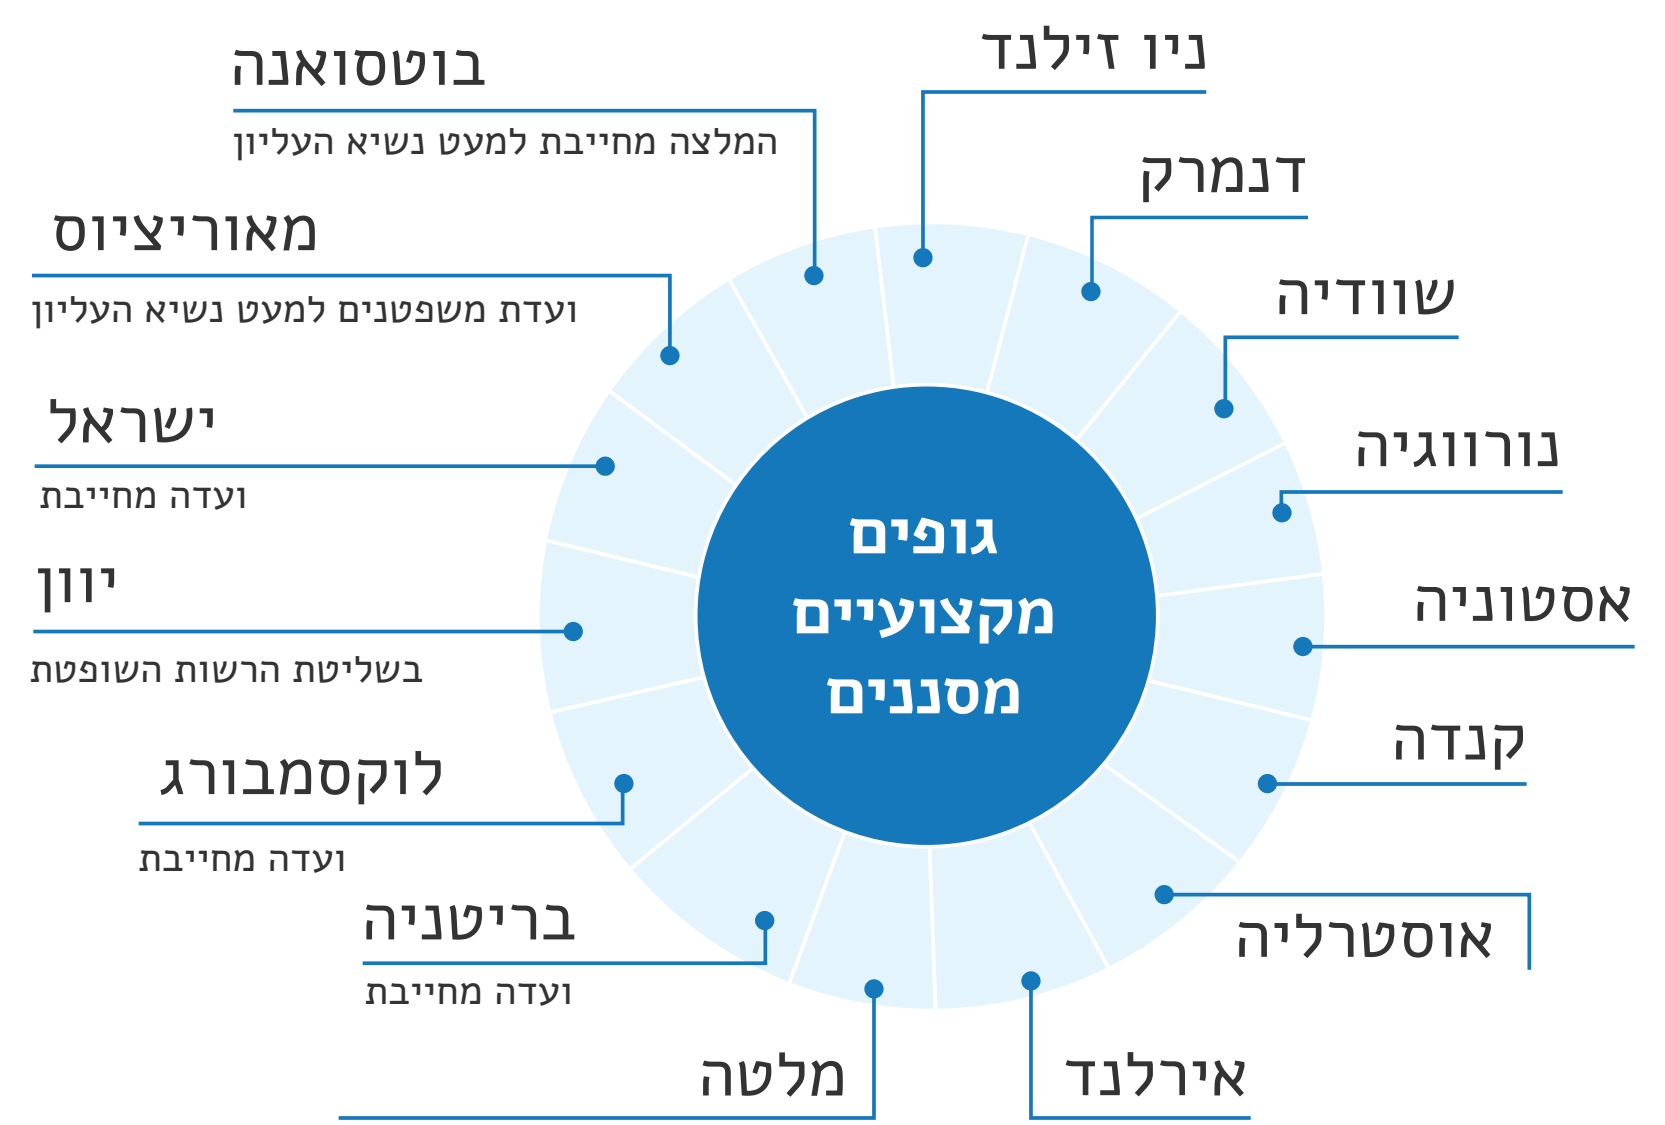 גופים
מקצועיים
מסננים
ניו זילנד
דנמרק
שוודיה
נורווגיה
אסטוניה
קנדה
אוסטרליה
אירלנד
מלטה
בריטניה
ועדה מחייבת
לוקסמבורג
ועדה מחייבת
יוון
בשליטת הרשות השופטת
ישראל
ועדה מחייבת
מאוריציוס
ועדת משפטנים למעט נשיא העליון
בוטסואנה
המלצה מחייבת למעט נשיא העליון